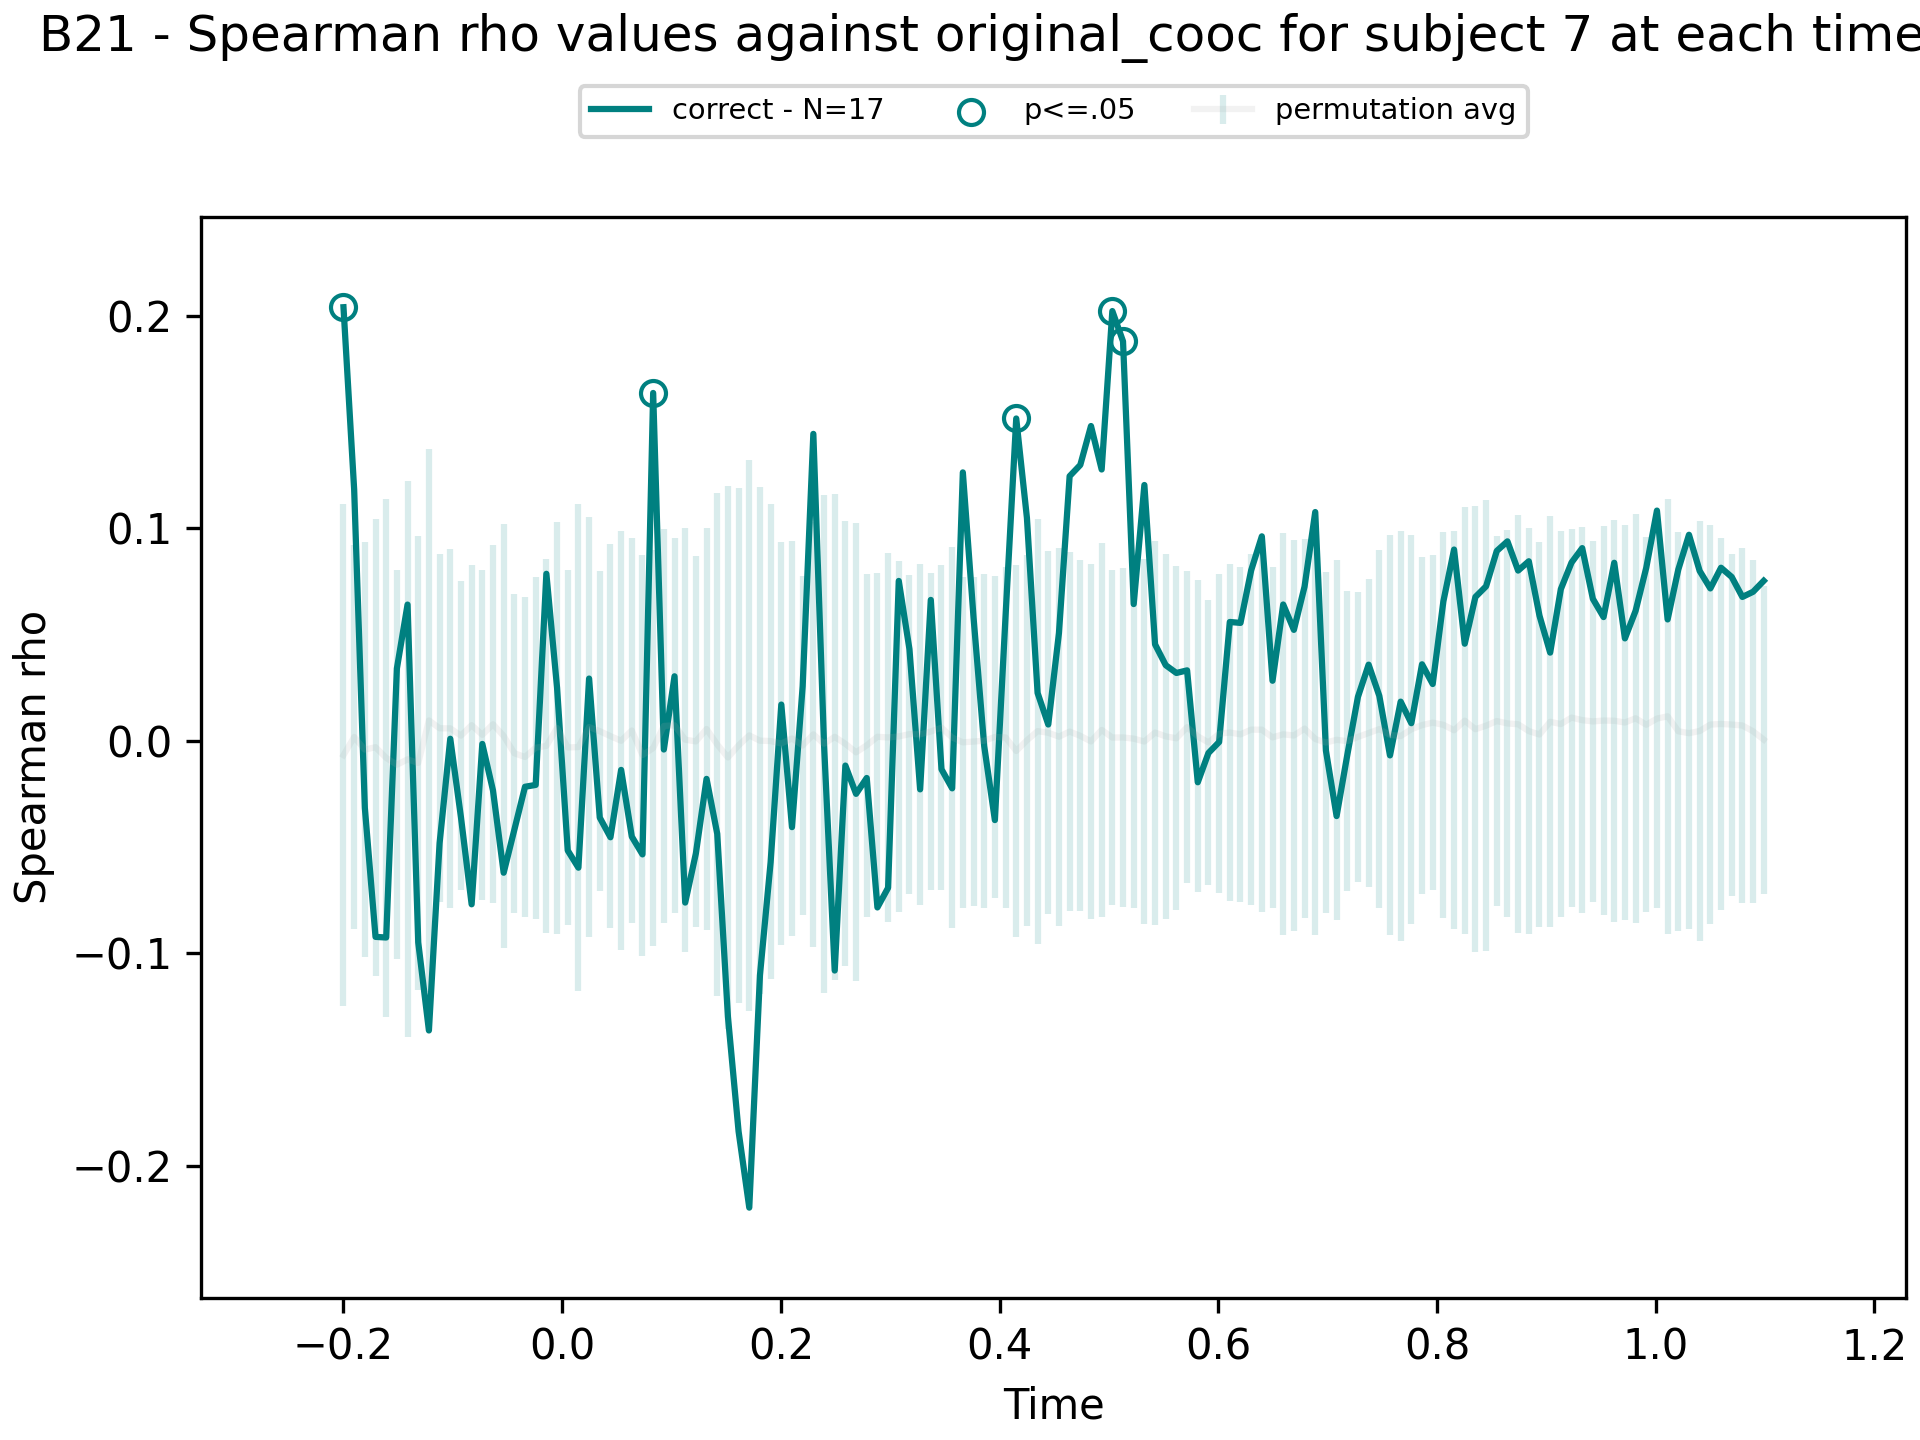 B21 - Spearman rho values against original_cooc for subject 7 at each time
correct - N=17 p<=.05 permutation avg
Spearman rho
0.2
0.1
0.0
−0.1
−0.2
−0.2 0.0 0.2 0.4 0.6 0.8 1.0 1.2
Time